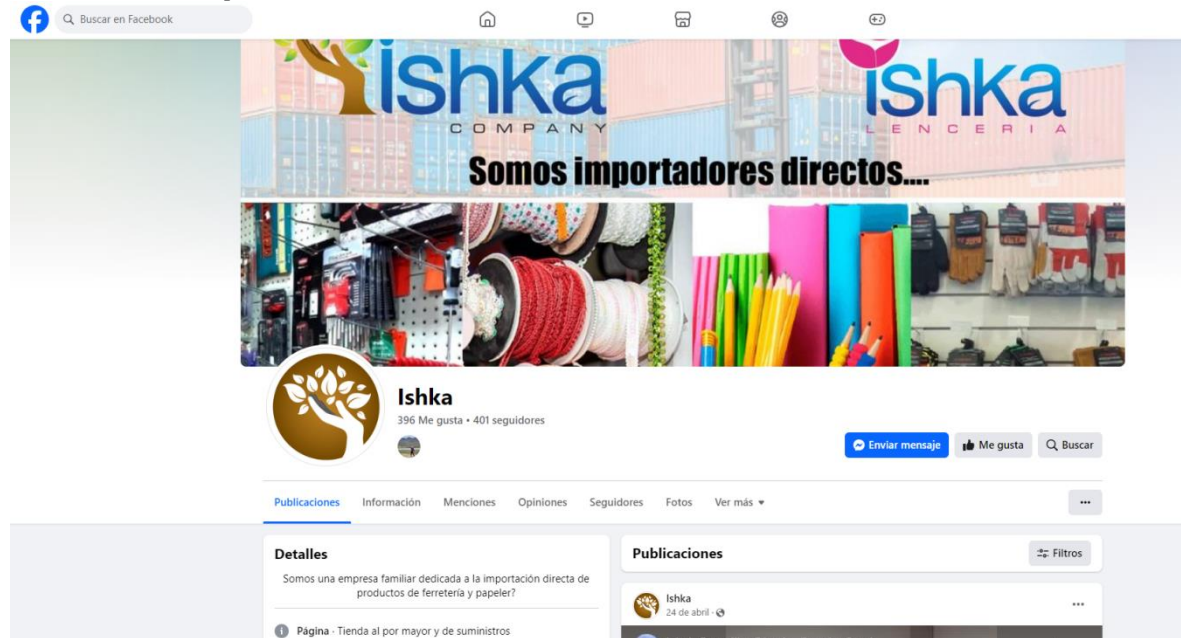 Buscar en Facebook
ishka
COMPANY
ishka
LENCERIA
Somos importadores directos....
Ishka
396 Me gusta • 401 seguidores
Enviar mensaje
Me gusta
Buscar
Publicaciones Información Menciones Opiniones Seguidores Fotos Ver más
Detalles
Somos una empresa familiar dedicada a la importación directa de
productos de ferretería y papeler?
Página · Tienda al por mayor y de suministros
Publicaciones
Filtros
Ishka
24 de abril ·